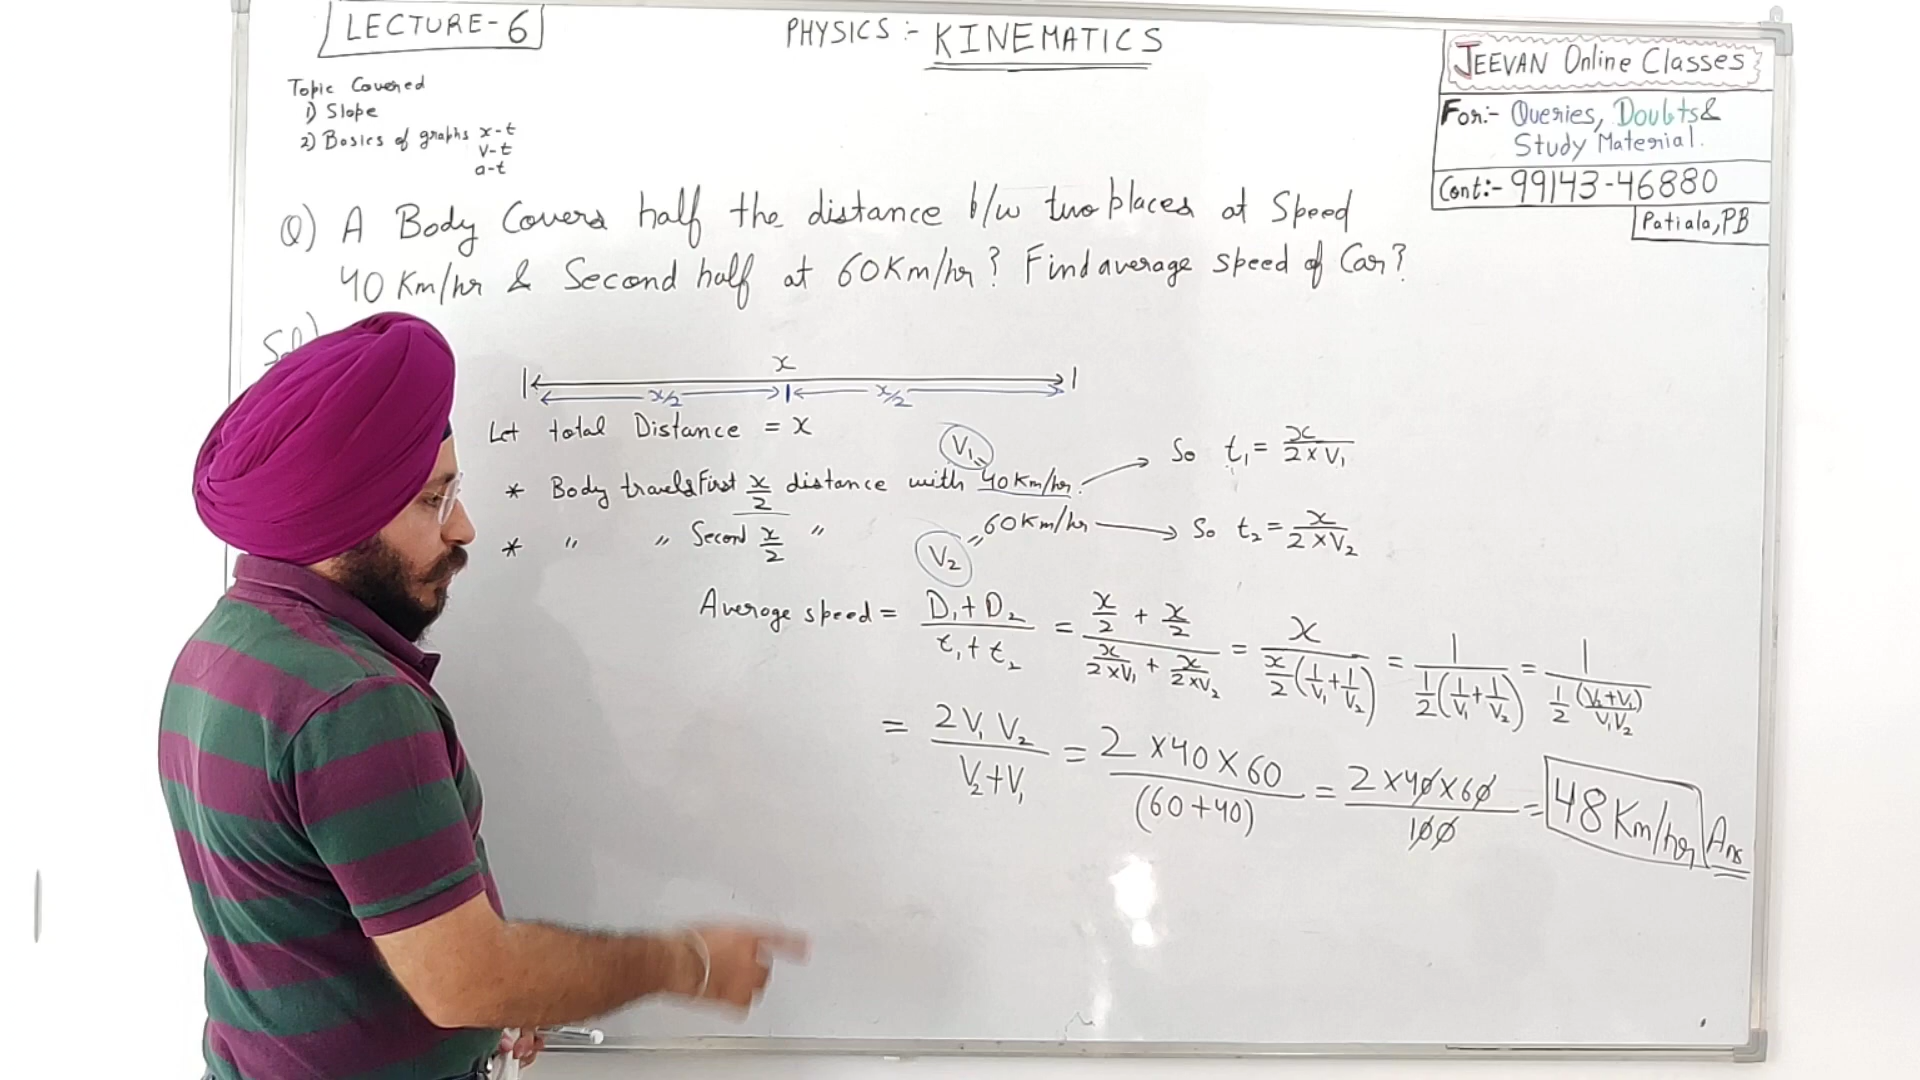 LECTURE-6
PHYSICS :- KINEMATICS
JEEVAN Online Classes
For:- Queries, Doubts &
Study Material.
Cont:- 99143-46880
Patiala, PB
Topic Covered
1) Slope
2) Basics of graphs x-t
v-t
a-t
Q) A Body Covers half the distance b/w two places at Speed
40 Km/hr & Second half at 60Km/hr? Find average speed of Car?
Sol)
x
x/2 x/2
Let total Distance = x
V₁
* Body travels First x/2 distance with = 40 Km/hr. → So t₁ = x/(2×V₁)
* " " Second x/2 " = 60Km/hr → So t₂ = x/(2×V₂)
V₂
Average speed = (D₁+D₂)/(t₁+t₂) = (x/2 + x/2)/(x/(2×V₁) + x/(2×V₂)) = x/(x/2(1/V₁+1/V₂)) = 1/(1/2(1/V₁+1/V₂)) = 1/(1/2 (V₂+V₁)/(V₁V₂))
= 2V₁V₂/(V₂+V₁) = 2×40×60/(60+40) = 2×40×60/100 = 48 Km/hr Ans